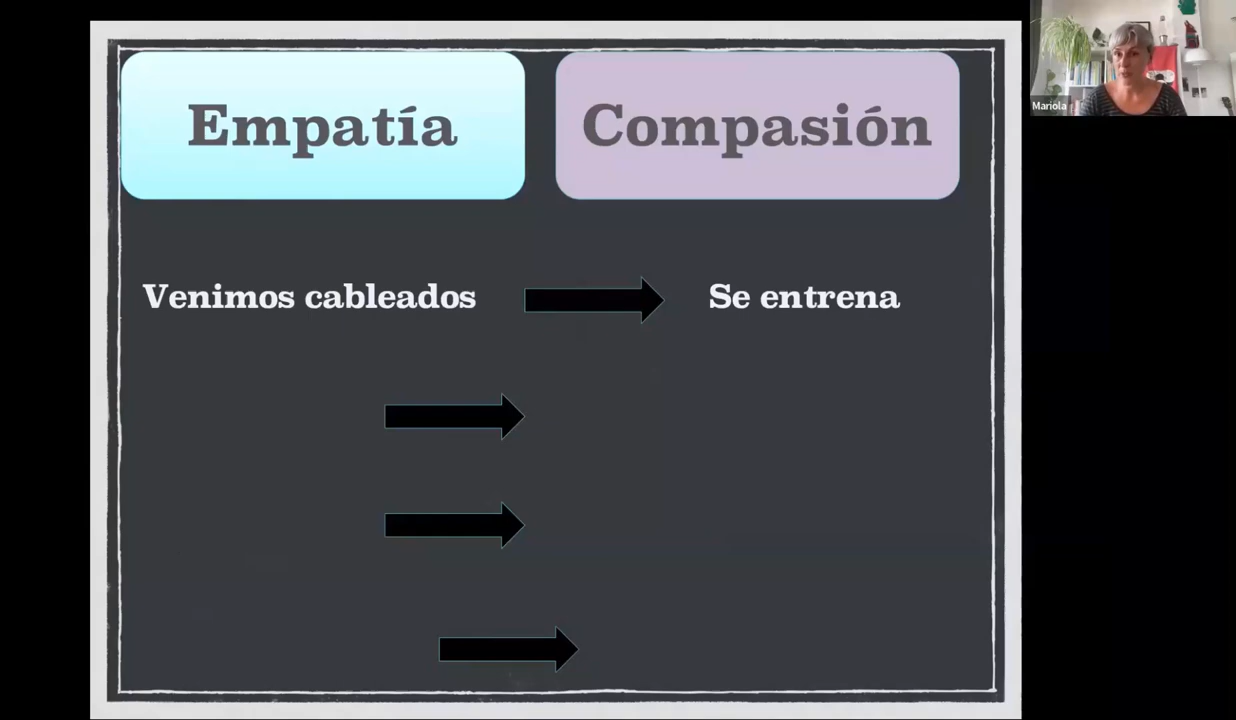 Empatía
Compasión
Mariola
Venimos cableados
Se entrena